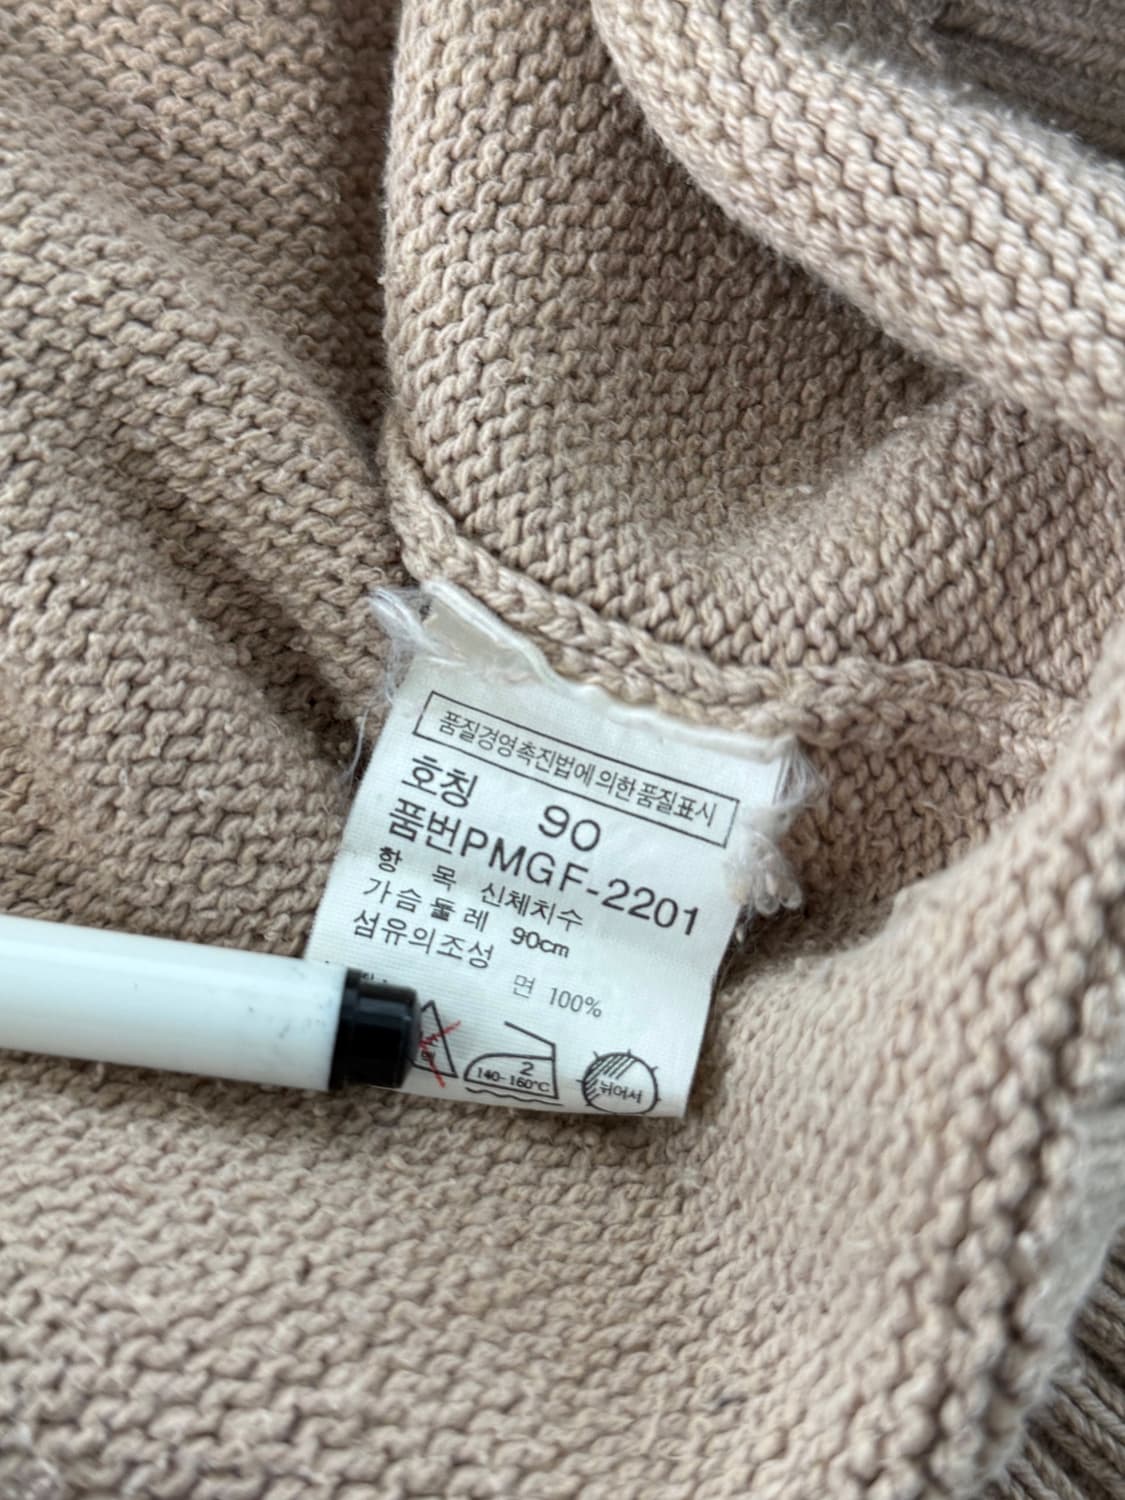 품질경영촉진법에 의한 품질표시
호칭 90
품번PMGF-2201
항 목 신체치수
가슴둘레 90cm
섬유의조성
면 100%
2
140~160°C
뉘어서